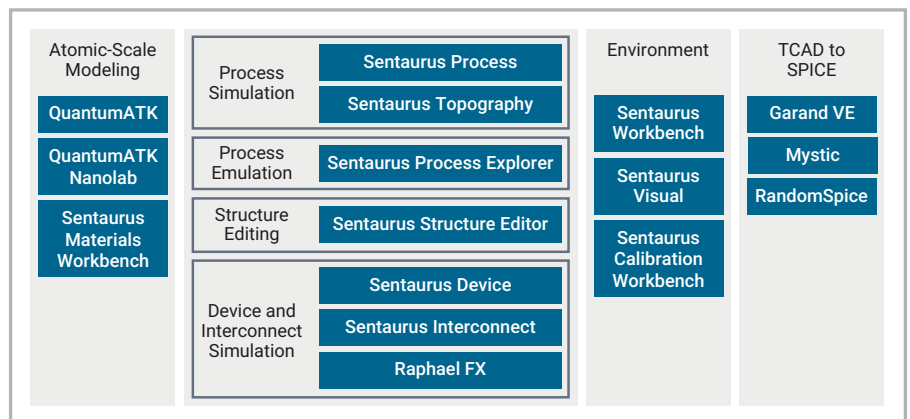 Atomic-Scale
Modeling
QuantumATK
QuantumATK
Nanolab
Sentaurus
Materials
Workbench
Process
Simulation
Sentaurus Process
Sentaurus Topography
Process
Emulation
Sentaurus Process Explorer
Structure
Editing
Sentaurus Structure Editor
Device and
Interconnect
Simulation
Sentaurus Device
Sentaurus Interconnect
Raphael FX
Environment
Sentaurus
Workbench
Sentaurus
Visual
Sentaurus
Calibration
Workbench
TCAD to
SPICE
Garand VE
Mystic
RandomSpice